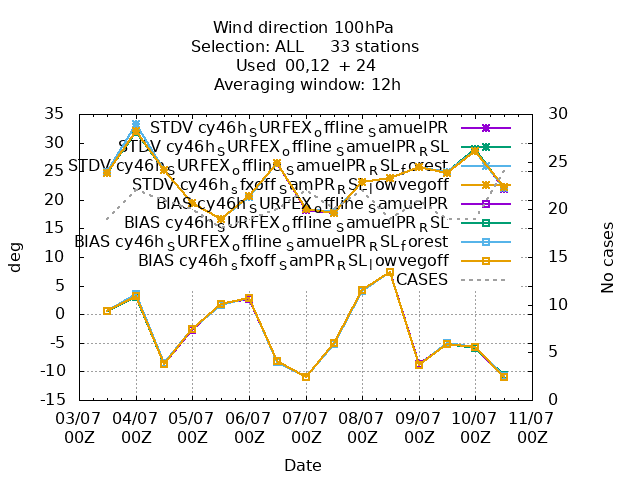 Wind direction 100hPa
Selection: ALL 33 stations
Used 00,12 + 24
Averaging window: 12h
35
30
25
20
15
10
5
0
-5
-10
-15
deg
30
25
20
15
10
5
0
No cases
STDV cy46h_SURFEX_offline_SamuelPR
STDV cy46h_SURFEX_offline_SamuelPR_RSL
STDV cy46h_SURFEX_offline_SamuelPR_RSL_forest
STDV cy46h_sfxoff_SamPR_RSL_lowvegoff
BIAS cy46h_SURFEX_offline_SamuelPR
BIAS cy46h_SURFEX_offline_SamuelPR_RSL
BIAS cy46h_SURFEX_offline_SamuelPR_RSL_forest
BIAS cy46h_sfxoff_SamPR_RSL_lowvegoff
CASES
03/07 04/07 05/07 06/07 07/07 08/07 09/07 10/07 11/07
00Z 00Z 00Z 00Z 00Z 00Z 00Z 00Z 00Z
Date